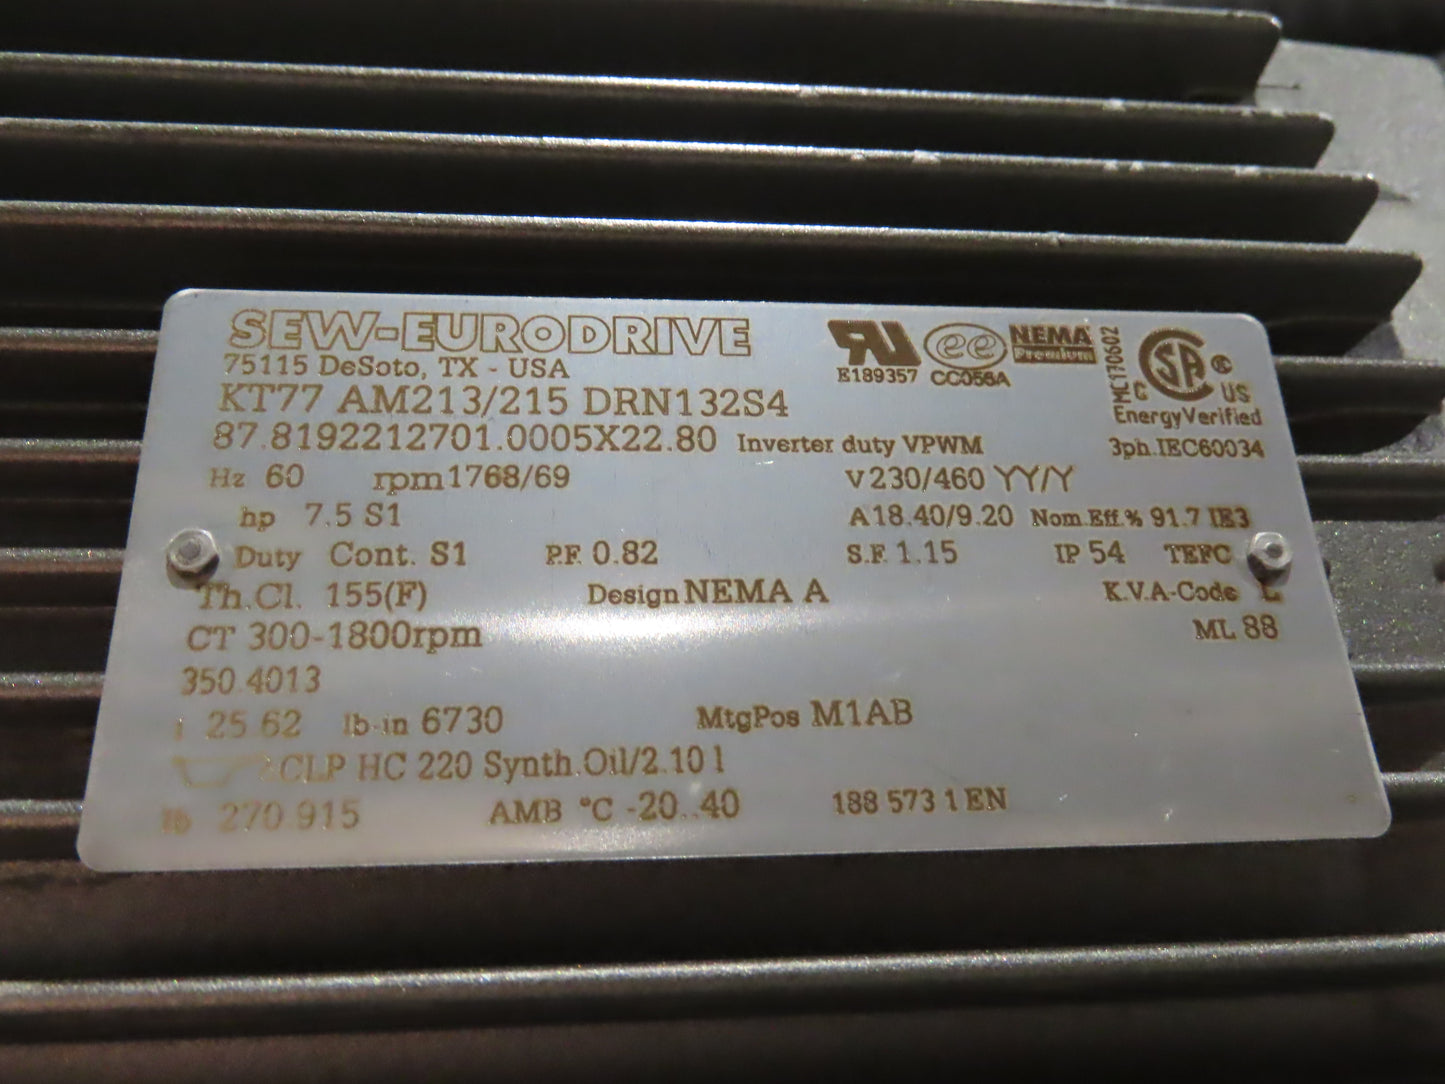 SEW-EURODRIVE
75115 DeSoto, TX - USA
E189357 CC056A
NEMA Premium
MC170602
C US
EnergyVerified
KT77 AM213/215 DRN132S4
87.8192212701.0005X22.80 Inverter duty VPWM 3ph.IEC60034
Hz 60 rpm 1768/69 V 230/460 YY/Y
hp 7.5 S1 A 18.40/9.20 Nom.Eff.% 91.7 IE3
Duty Cont. S1 P.F. 0.82 S.F. 1.15 IP 54 TEFC
Th.Cl. 155(F) Design NEMA A K.V.A-Code
CT 300-1800rpm ML 88
350.4013
i 25.62 lb-in 6730 MtgPos M1AB
CLP HC 220 Synth.Oil/2.10 l
lb 270.915 AMB °C -20..40 188 573 1 EN